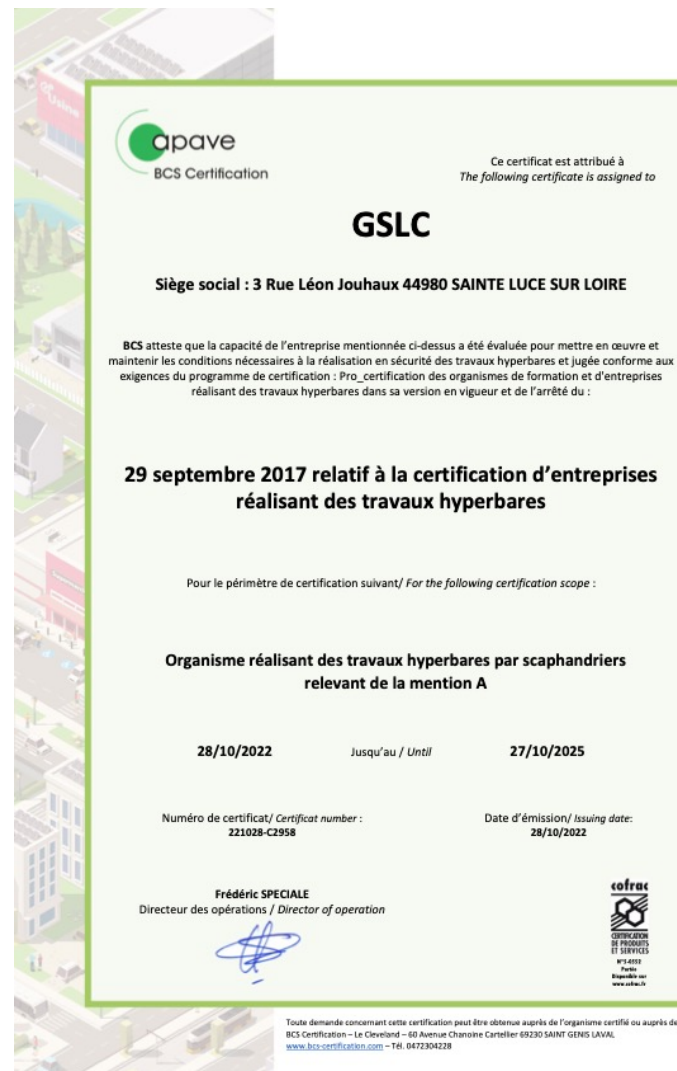 Usine
apave
BCS Certification
Ce certificat est attribué à
The following certificate is assigned to
GSLC
Siège social : 3 Rue Léon Jouhaux 44980 SAINTE LUCE SUR LOIRE
BCS atteste que la capacité de l'entreprise mentionnée ci-dessus a été évaluée pour mettre en œuvre et
maintenir les conditions nécessaires à la réalisation en sécurité des travaux hyperbares et jugée conforme aux
exigences du programme de certification : Pro_certification des organismes de formation et d'entreprises
réalisant des travaux hyperbares dans sa version en vigueur et de l'arrêté du :
29 septembre 2017 relatif à la certification d'entreprises
réalisant des travaux hyperbares
Pour le périmètre de certification suivant/ For the following certification scope :
Organisme réalisant des travaux hyperbares par scaphandriers
relevant de la mention A
28/10/2022 Jusqu'au / Until 27/10/2025
Numéro de certificat/ Certificat number :
221028-C2958
Date d'émission/ Issuing date:
28/10/2022
Frédéric SPECIALE
Directeur des opérations / Director of operation
cofrac
CERTIFICATION
DE PRODUITS
ET SERVICES
Portée
Disponible sur
www.cofrac.fr
Toute demande concernant cette certification peut être obtenue auprès de l'organisme certifié ou auprès de
BCS Certification – Le Cleveland – 60 Avenue Chanoine Cartellier 69230 SAINT GENIS LAVAL
www.bcs-certification.com – Tél. 0472304228